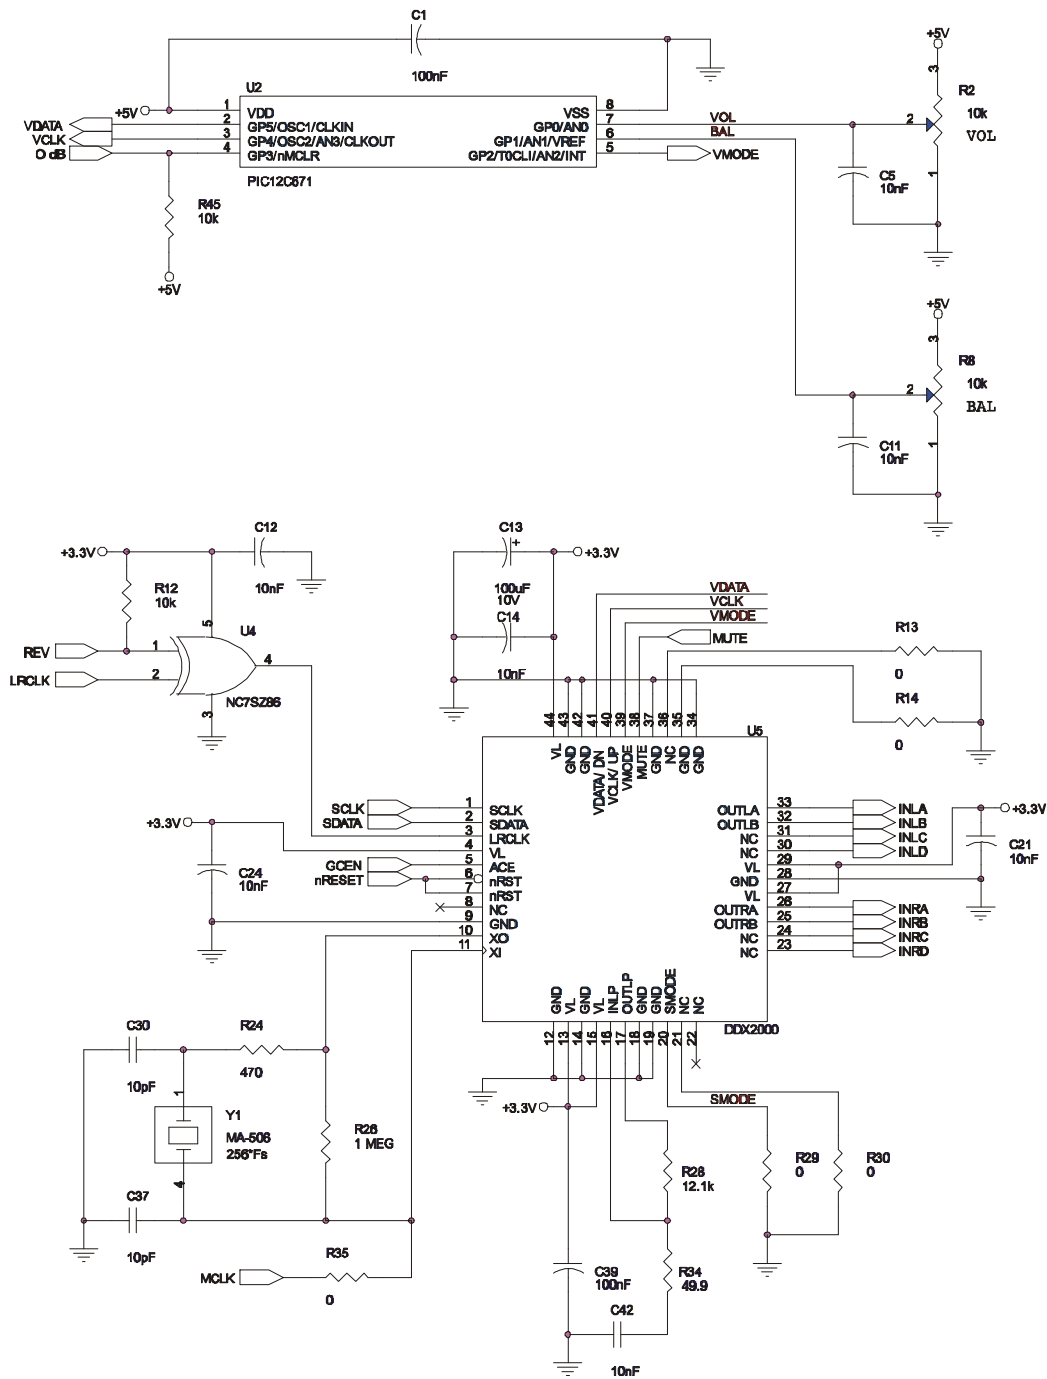 C1
100nF
+5V
U2
PIC12C671
1 VDD
2 GP5/OSC1/CLKIN
3 GP4/OSC2/AN3/CLKOUT
4 GP3/nMCLR
VSS 8
GP0/AN0 7
GP1/AN1/VREF 6
GP2/T0CLI/AN2/INT 5
VDATA
VCLK
O dB
R45
10k
+5V
VOL
BAL
VMODE
+5V
3
R2
10k
VOL
2
1
C5
10nF
+5V
3
R8
10k
BAL
2
1
C11
10nF
+3.3V
C12
10nF
R12
10k
5
U4
REV
1
LRCLK
2
4
3
NC7SZ86
C13
+
100uF
10V
+3.3V
C14
10nF
VDATA
VCLK
VMODE
MUTE
R13
0
R14
0
U5
44 43 42 41 40 39 38 37 36 35 34
VL GND GND VDATA/ DN VCLK/ UP VMODE MUTE GND NC GND GND
SCLK 1 SCLK
SDATA 2 SDATA
3 LRCLK
+3.3V 4 VL
GCEN 5 ACE
nRESET 6 nRST
7 nRST
8 NC
9 GND
10 XO
11 XI
C24
10nF
OUTLA 33 INLA
OUTLB 32 INLB
NC 31 INLC
NC 30 INLD
VL 29
GND 28
VL 27
OUTRA 26 INRA
OUTRB 25 INRB
NC 24 INRC
NC 23 INRD
+3.3V
C21
10nF
GND VL GND VL INLP OUTLP GND GND SMODE NC NC
12 13 14 15 16 17 18 19 20 21 22
DDX2000
C30
10pF
R24
470
1
Y1
MA-506
256*Fs
4
R26
1 MEG
C37
10pF
MCLK
R35
0
+3.3V
SMODE
R28
12.1k
R29
0
R30
0
C39
100nF
R34
49.9
C42
10nF